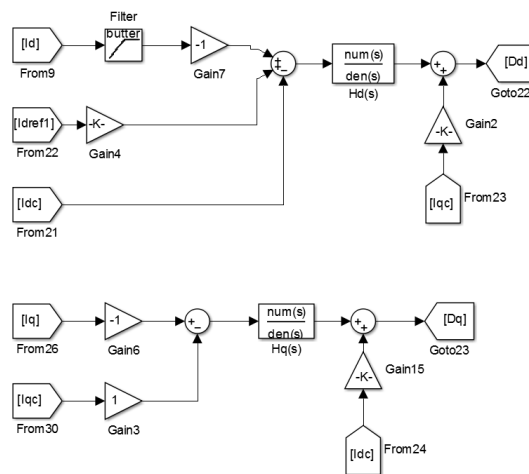 Filter
[Id]
butter
-1
From9
Gain7
+
+
-
num(s)
den(s)
Hd(s)
+
+
[Dd]
Goto22
[Idref1]
-K-
From22
Gain4
-K-
Gain2
[Idc]
From21
[Iqc]
From23
[Iq]
-1
From26
Gain6
+
-
num(s)
den(s)
Hq(s)
+
+
[Dq]
Goto23
-K-
Gain15
[Iqc]
1
From30
Gain3
[Idc]
From24